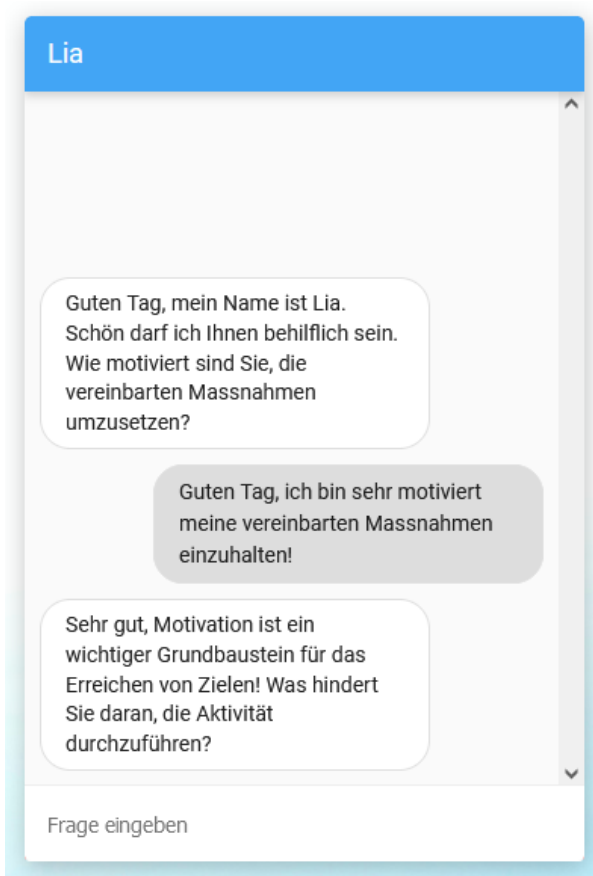 Lia
Guten Tag, mein Name ist Lia.
Schön darf ich Ihnen behilflich sein.
Wie motiviert sind Sie, die
vereinbarten Massnahmen
umzusetzen?
Guten Tag, ich bin sehr motiviert
meine vereinbarten Massnahmen
einzuhalten!
Sehr gut, Motivation ist ein
wichtiger Grundbaustein für das
Erreichen von Zielen! Was hindert
Sie daran, die Aktivität
durchzuführen?
Frage eingeben